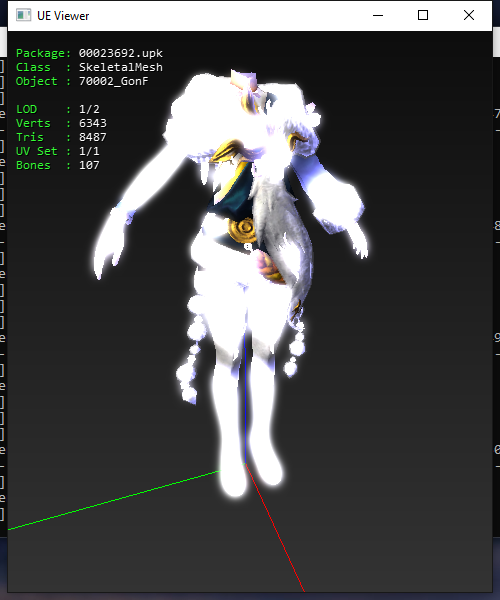 UE Viewer
Package: 00023692.upk
Class : SkeletalMesh
Object : 70002_GonF
LOD : 1/2
Verts : 6343
Tris : 8487
UV Set : 1/1
Bones : 107